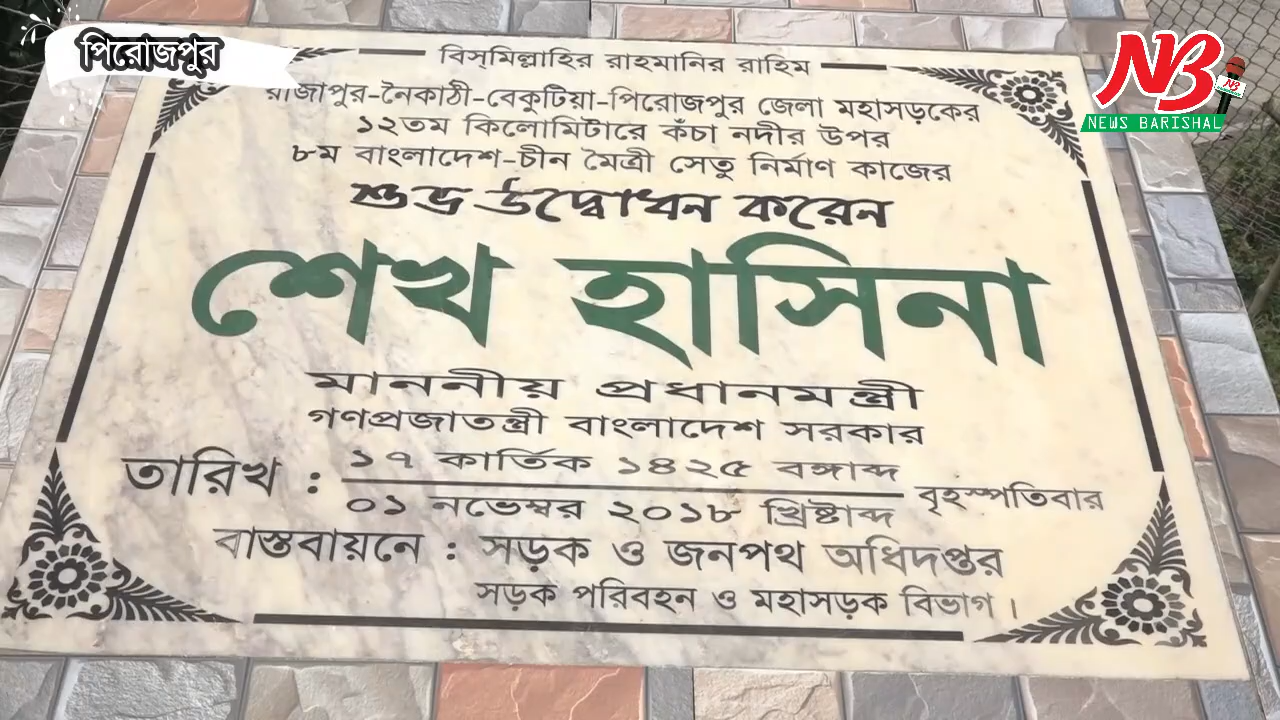 পিরোজপুর
NB
NEWS BARISHAL
বিস্‌মিল্লাহির রাহমানির রাহিম
রাজাপুর-নৈকাঠী-বেকুটিয়া-পিরোজপুর জেলা মহাসড়কের
১২তম কিলোমিটারে কঁচা নদীর উপর
৮ম বাংলাদেশ-চীন মৈত্রী সেতু নির্মাণ কাজের
শুভ উদ্বোধন করেন
শেখ হাসিনা
মাননীয় প্রধানমন্ত্রী
গণপ্রজাতন্ত্রী বাংলাদেশ সরকার
তারিখ : ১৭ কার্তিক ১৪২৫ বঙ্গাব্দ
০১ নভেম্বর ২০১৮ খ্রিষ্টাব্দ বৃহস্পতিবার
বাস্তবায়নে : সড়ক ও জনপথ অধিদপ্তর
সড়ক পরিবহন ও মহাসড়ক বিভাগ।